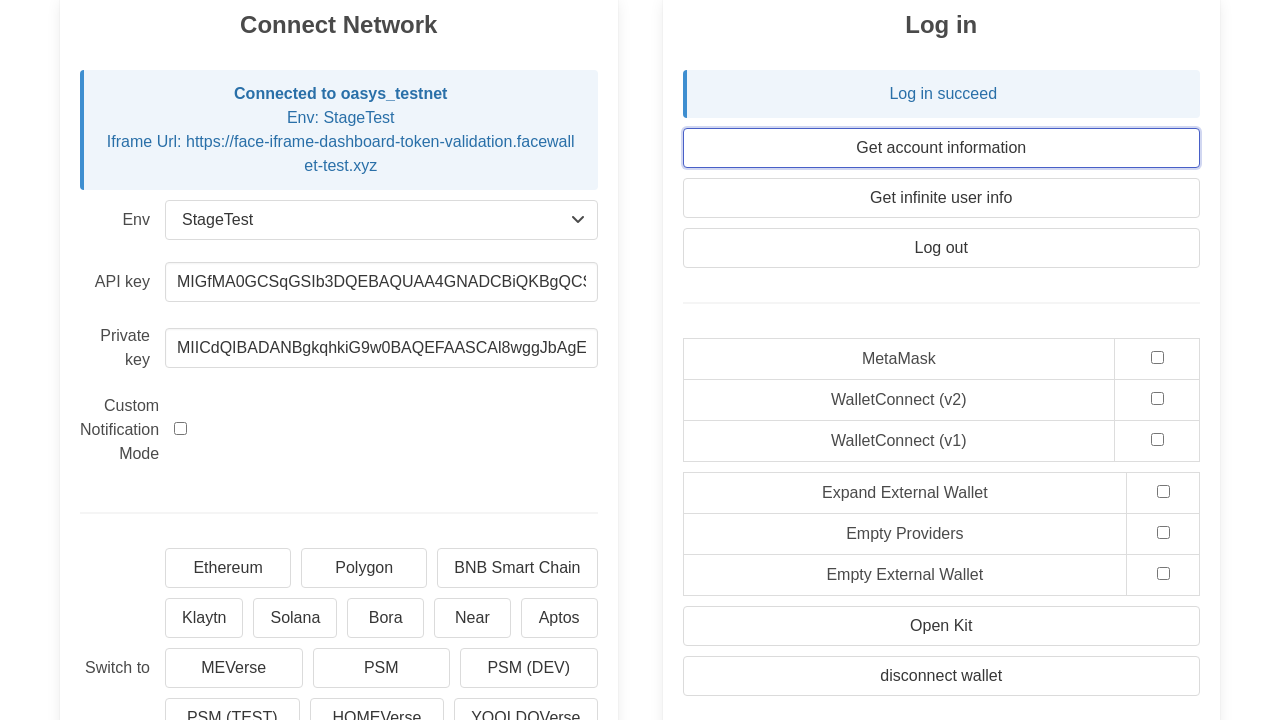 Connect Network
Connected to oasys_testnet
Env: StageTest
Iframe Url: https://face-iframe-dashboard-token-validation.facewall
et-test.xyz
Env
StageTest
API key
MIGfMA0GCSqGSIb3DQEBAQUAA4GNADCBiQKBgQCS
Private
key
MIICdQIBADANBgkqhkiG9w0BAQEFAASCAl8wggJbAgE
Custom
Notification
Mode
Ethereum
Polygon
BNB Smart Chain
Klaytn
Solana
Bora
Near
Aptos
Switch to
MEVerse
PSM
PSM (DEV)
PSM (TEST)
HOMEVerse
YOOLDOVerse
Log in
Log in succeed
Get account information
Get infinite user info
Log out
MetaMask
WalletConnect (v2)
WalletConnect (v1)
Expand External Wallet
Empty Providers
Empty External Wallet
Open Kit
disconnect wallet